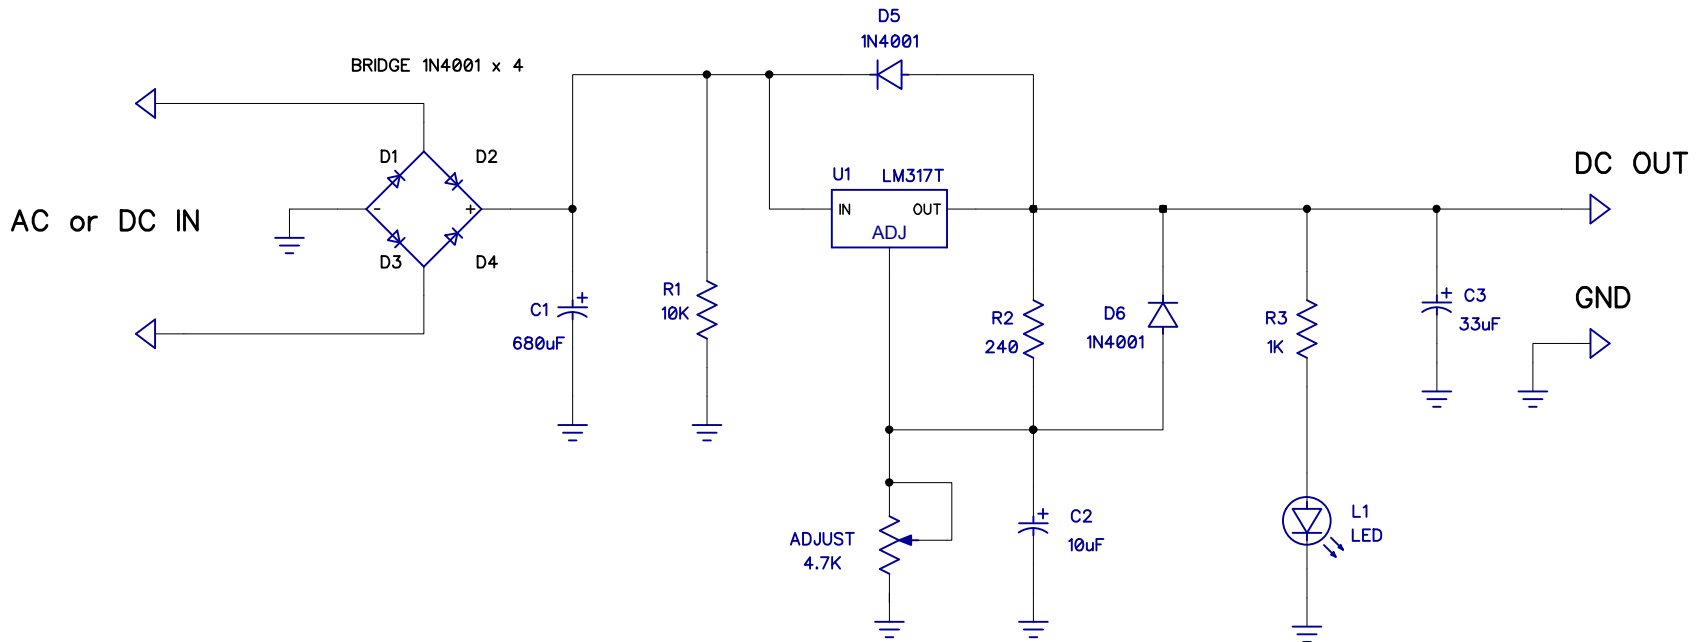 D5
1N4001
BRIDGE 1N4001 x 4
DC OUT
D1
D2
U1
LM317T
AC or DC IN
-
+
IN
OUT
ADJ
D3
D4
R1
10K
C1
+
680uF
R2
240
D6
1N4001
R3
1K
+
C3
33uF
GND
ADJUST
4.7K
+
C2
10uF
L1
LED